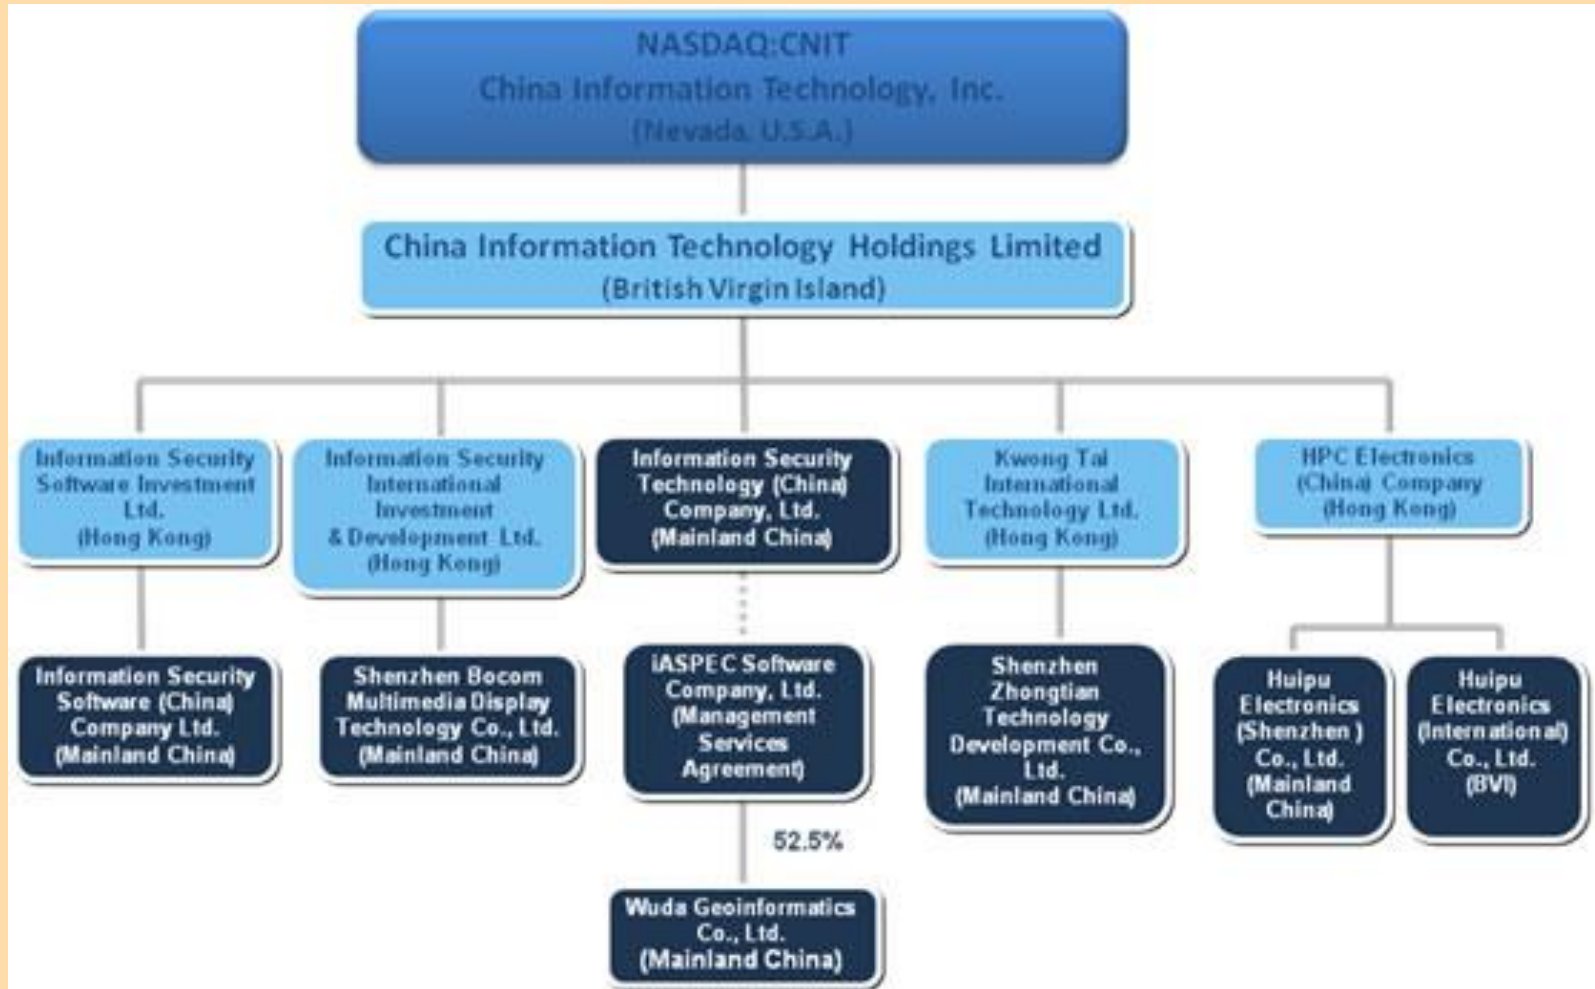 NASDAQ:CNIT
China Information Technology, Inc.
(Nevada, U.S.A.)
China Information Technology Holdings Limited
(British Virgin Island)
Information Security
Software Investment
Ltd.
(Hong Kong)
Information Security
International
Investment
& Development Ltd.
(Hong Kong)
Information Security
Technology (China)
Company, Ltd.
(Mainland China)
Kwong Tai
International
Technology Ltd.
(Hong Kong)
HPC Electronics
(China) Company
(Hong Kong)
Information Security
Software (China)
Company Ltd.
(Mainland China)
Shenzhen Bocom
Multimedia Display
Technology Co., Ltd.
(Mainland China)
iASPEC Software
Company, Ltd.
(Management
Services
Agreement)
Shenzhen
Zhongtian
Technology
Development Co.,
Ltd.
(Mainland China)
Huipu
Electronics
(Shenzhen )
Co., Ltd.
(Mainland
China)
Huipu
Electronics
(International)
Co., Ltd.
(BVI)
52.5%
Wuda Geoinformatics
Co., Ltd.
(Mainland China)